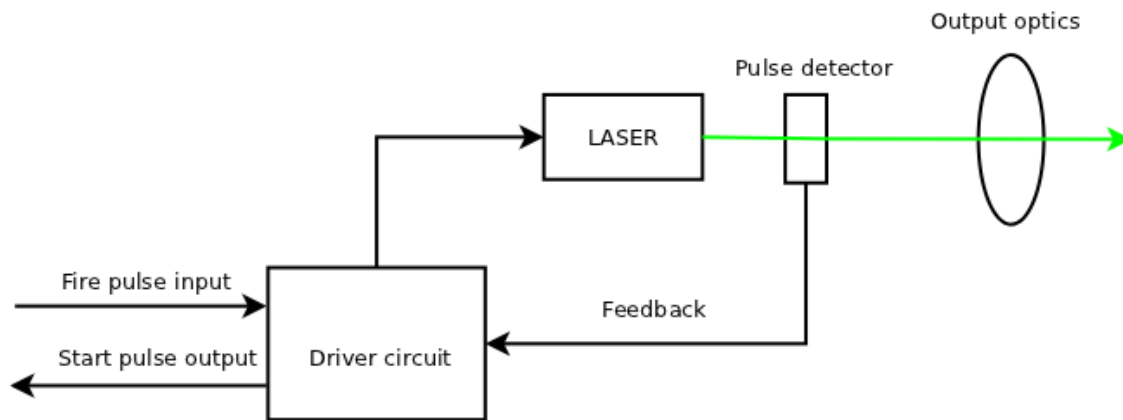 Output optics
Pulse detector
LASER
Fire pulse input
Feedback
Start pulse output
Driver circuit